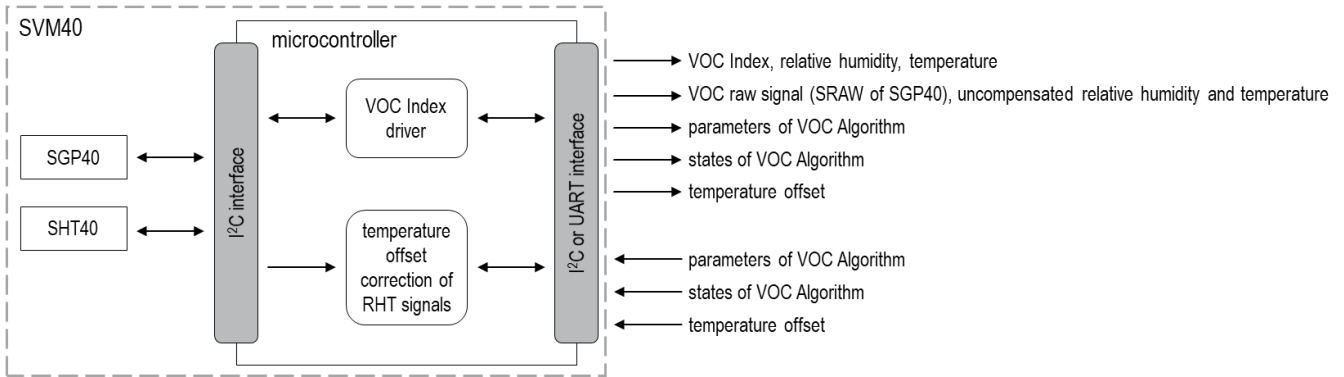 SVM40
microcontroller
SGP40
SHT40
I²C interface
VOC Index
driver
temperature
offset
correction of
RHT signals
I²C or UART interface
VOC Index, relative humidity, temperature
VOC raw signal (SRAW of SGP40), uncompensated relative humidity and temperature
parameters of VOC Algorithm
states of VOC Algorithm
temperature offset
parameters of VOC Algorithm
states of VOC Algorithm
temperature offset